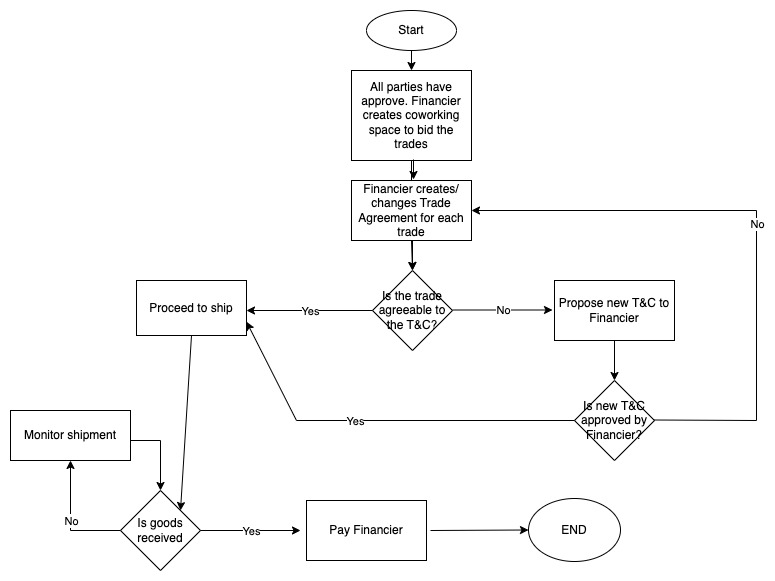 Start
All parties have
approve. Financier
creates coworking
space to bid the
trades
Financier creates/
changes Trade
Agreement for each
trade
No
Is the trade
agreeable to
the T&C?
Yes
No
Proceed to ship
Propose new T&C to
Financier
Is new T&C
approved by
Financier?
Yes
Monitor shipment
No
Is goods
received
Yes
Pay Financier
END